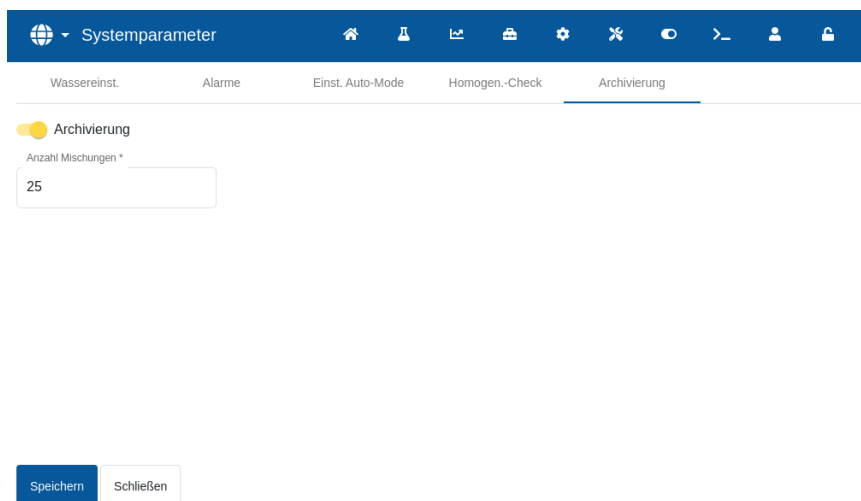 Systemparameter
Wassereinst. Alarme Einst. Auto-Mode Homogen.-Check Archivierung
Archivierung
Anzahl Mischungen *
25
Speichern Schließen